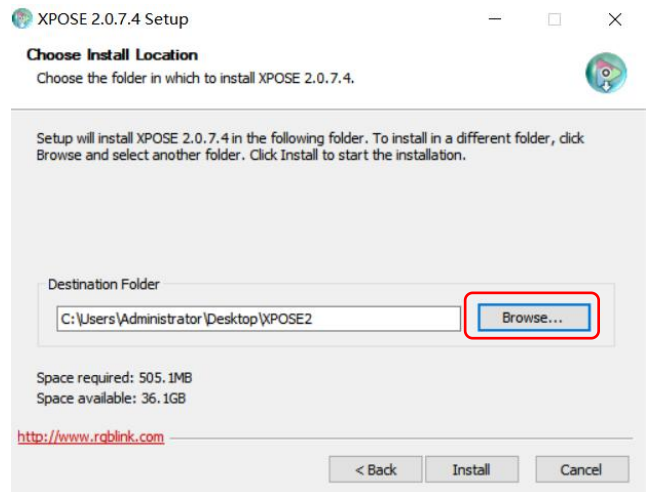 XPOSE 2.0.7.4 Setup
Choose Install Location
Choose the folder in which to install XPOSE 2.0.7.4.
Setup will install XPOSE 2.0.7.4 in the following folder. To install in a different folder, click
Browse and select another folder. Click Install to start the installation.
Destination Folder
C:\Users\Administrator\Desktop\XPOSE2
Browse...
Space required: 505.1MB
Space available: 36.1GB
http://www.rgblink.com
< Back Install Cancel